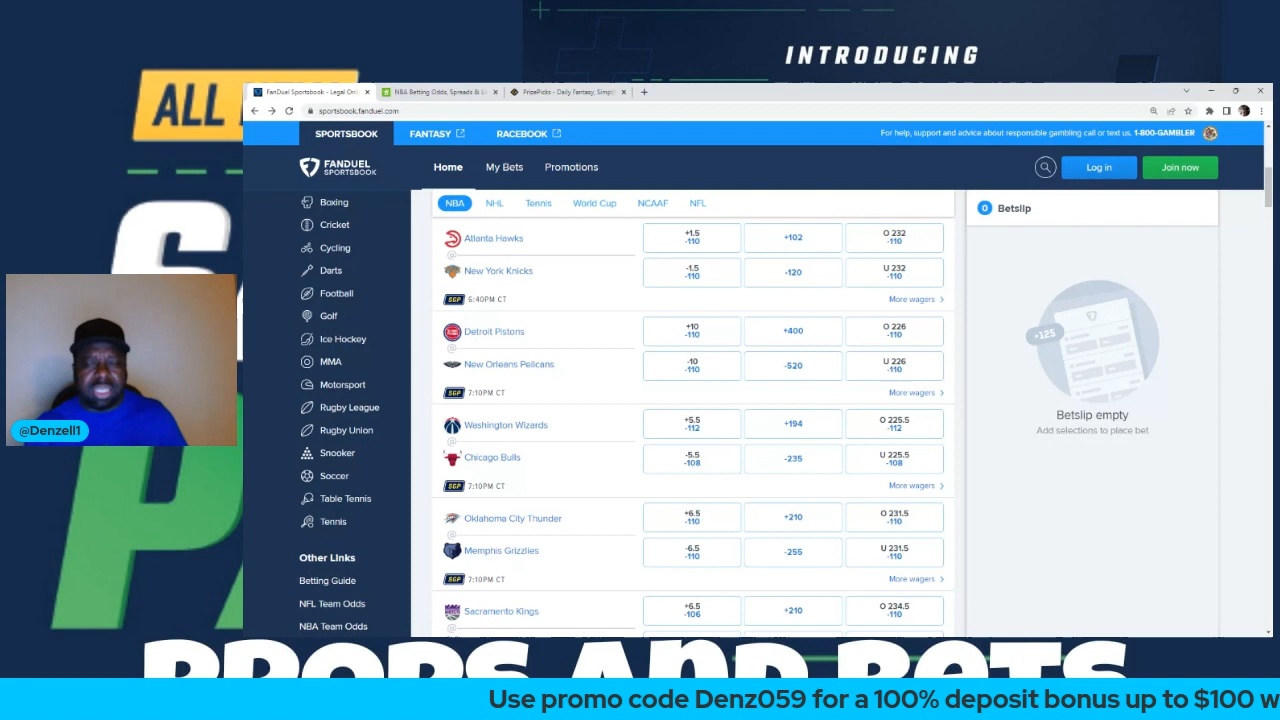 INTRODUCING
ALL
FanDuel Sportsbook - Legal Onl
NBA Betting Odds, Spreads & Li
PrizePicks - Daily Fantasy, Simpl
sportsbook.fanduel.com
SPORTSBOOK
FANTASY
RACEBOOK
For help, support and advice about responsible gambling call or text us. 1-800-GAMBLER
FANDUEL
SPORTSBOOK
Home
My Bets
Promotions
Log in
Join now
Boxing
Cricket
Cycling
Darts
Football
Golf
Ice Hockey
MMA
Motorsport
Rugby League
Rugby Union
Snooker
Soccer
Table Tennis
Tennis
Other Links
Betting Guide
NFL Team Odds
NBA Team Odds
NBA NHL Tennis World Cup NCAAF NFL
Atlanta Hawks +1.5 -110 +102 O 232 -110
@
New York Knicks -1.5 -110 -120 U 232 -110
SGP 6:40PM CT More wagers
Detroit Pistons +10 -110 +400 O 226 -110
@
New Orleans Pelicans -10 -110 -520 U 226 -110
SGP 7:10PM CT More wagers
Washington Wizards +5.5 -112 +194 O 225.5 -112
@
Chicago Bulls -5.5 -108 -235 U 225.5 -108
SGP 7:10PM CT More wagers
Oklahoma City Thunder +6.5 -110 +210 O 231.5 -110
@
Memphis Grizzlies -6.5 -110 -255 U 231.5 -110
SGP 7:10PM CT More wagers
Sacramento Kings +6.5 -106 +210 O 234.5 -110
@
0 Betslip
+125
Betslip empty
Add selections to place bet
@Denzell1
PROPS AND BETS
Use promo code Denz059 for a 100% deposit bonus up to $100 w